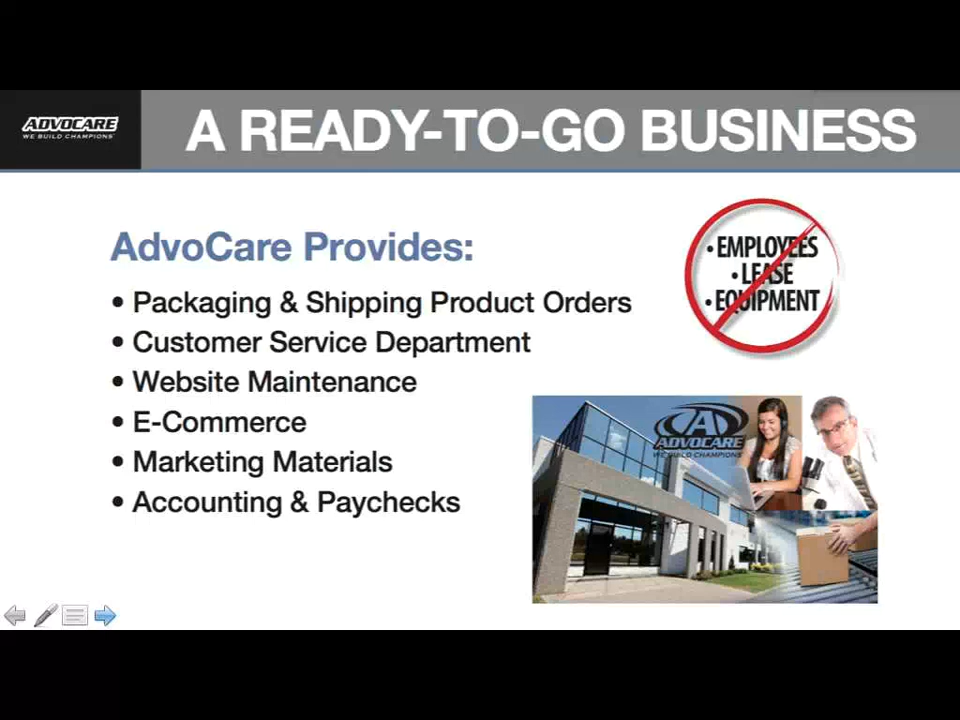 ADVOCARE
WE BUILD CHAMPIONS
A READY-TO-GO BUSINESS
AdvoCare Provides:
• Packaging & Shipping Product Orders
• Customer Service Department
• Website Maintenance
• E-Commerce
• Marketing Materials
• Accounting & Paychecks
• EMPLOYEES
• LEASE
• EQUIPMENT
A
ADVOCARE
WE BUILD CHAMPIONS